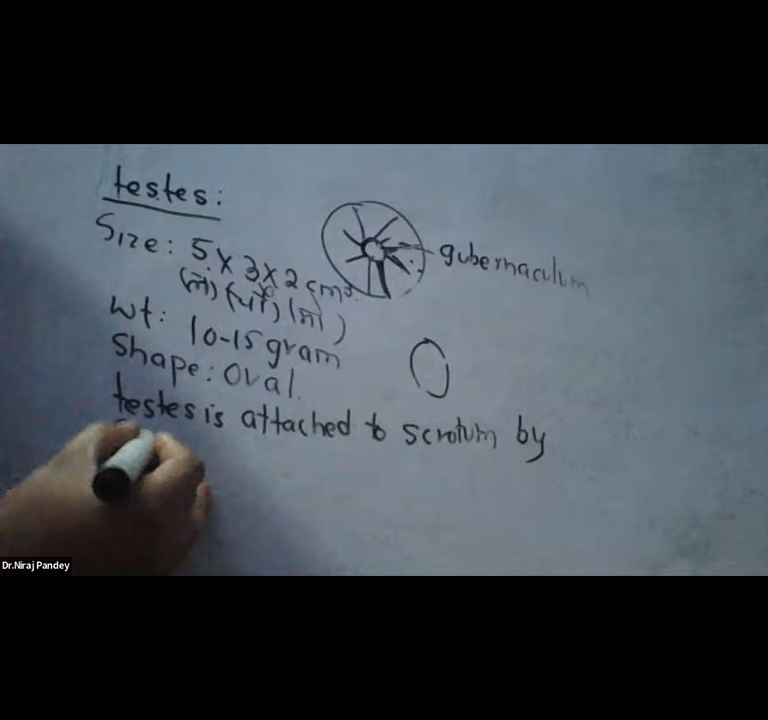 testes:
Size: 5 x 3 x 2 cms.
gubernaculum
Wt: 10-15 gram
Shape: Oval.
testes is attached to scrotum by
Dr.Niraj Pandey